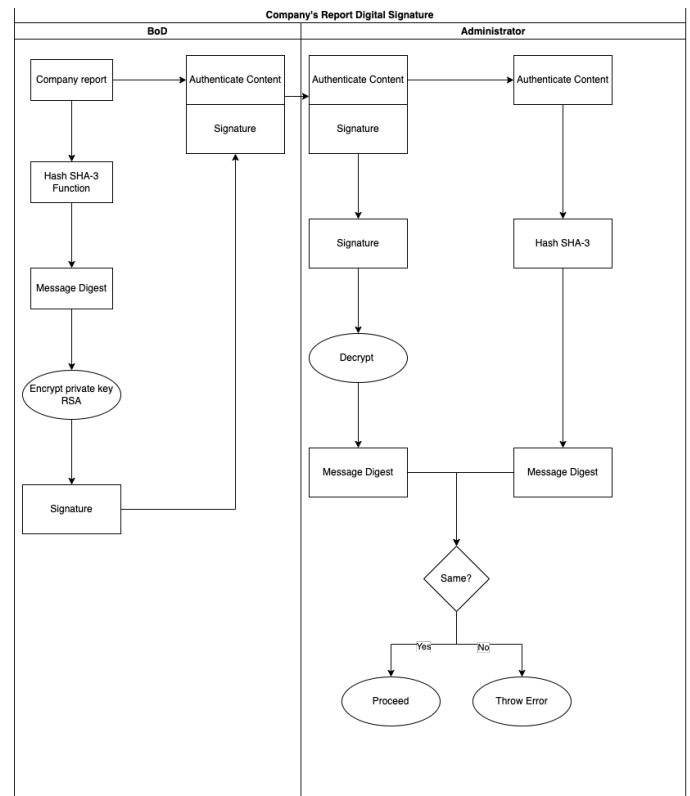 Company's Report Digital Signature
BoD
Administrator
Company report
Authenticate Content
Authenticate Content
Authenticate Content
Signature
Signature
Hash SHA-3
Function
Signature
Hash SHA-3
Message Digest
Decrypt
Encrypt private key
RSA
Message Digest
Message Digest
Signature
Same?
Yes
No
Proceed
Throw Error